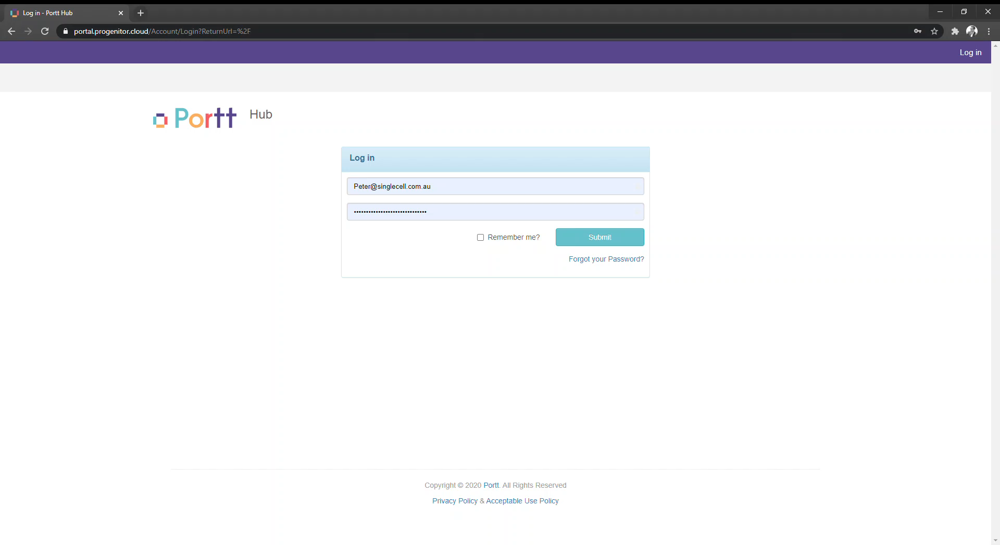 Log in - Portt Hub
portal.progenitor.cloud/Account/Login?ReturnUrl=%2F
Log in
Portt Hub
Log in
Peter@singlecell.com.au
••••••••••••••••••••••••••••••
Remember me? Submit
Forgot your Password?
Copyright © 2020 Portt. All Rights Reserved
Privacy Policy & Acceptable Use Policy